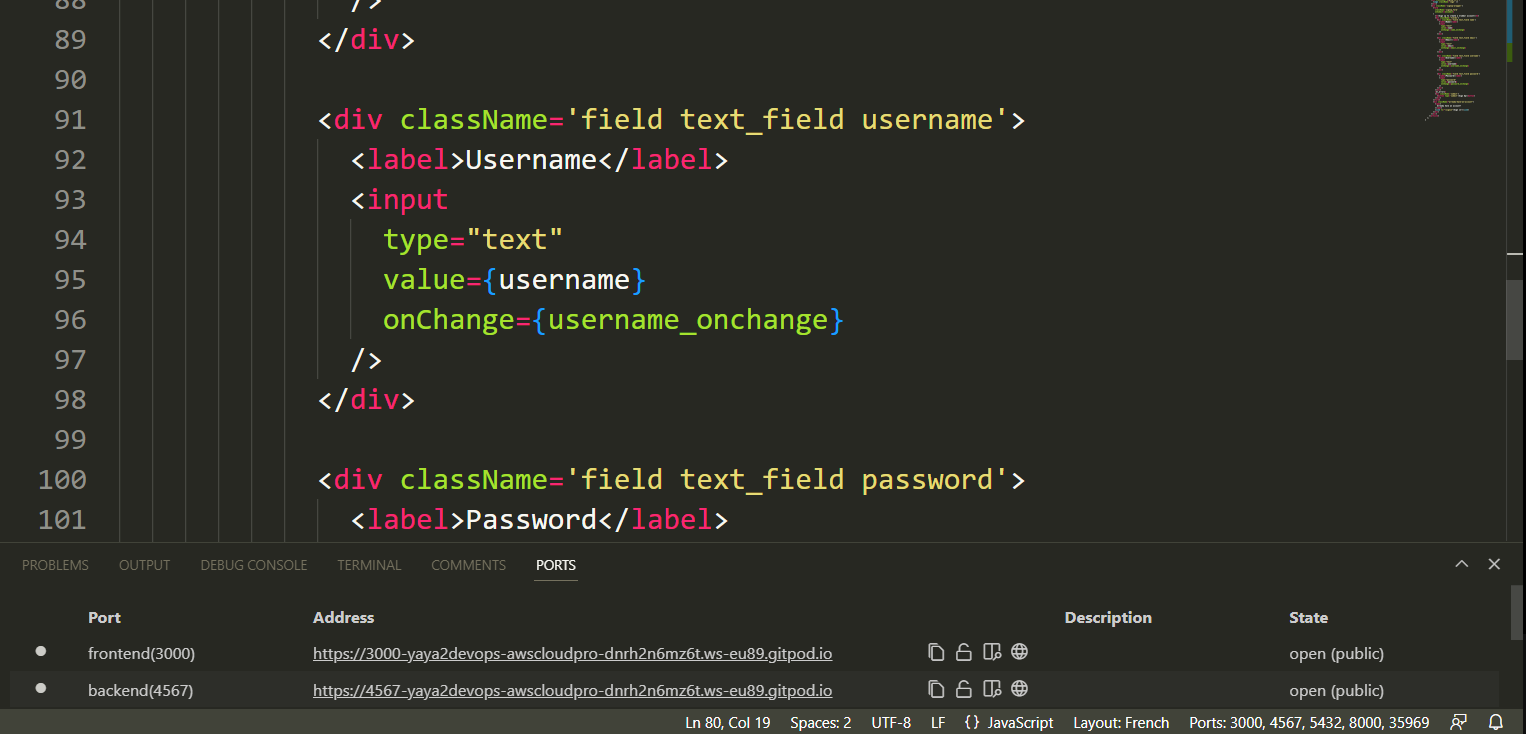 88 />
89 </div>
90
91 <div className='field text_field username'>
92 <label>Username</label>
93 <input
94 type="text"
95 value={username}
96 onChange={username_onchange}
97 />
98 </div>
99
100 <div className='field text_field password'>
101 <label>Password</label>
PROBLEMS OUTPUT DEBUG CONSOLE TERMINAL COMMENTS PORTS
Port Address Description State
frontend(3000) https://3000-yaya2devops-awscloudpro-dnrh2n6mz6t.ws-eu89.gitpod.io open (public)
backend(4567) https://4567-yaya2devops-awscloudpro-dnrh2n6mz6t.ws-eu89.gitpod.io open (public)
Ln 80, Col 19 Spaces: 2 UTF-8 LF {} JavaScript Layout: French Ports: 3000, 4567, 5432, 8000, 35969